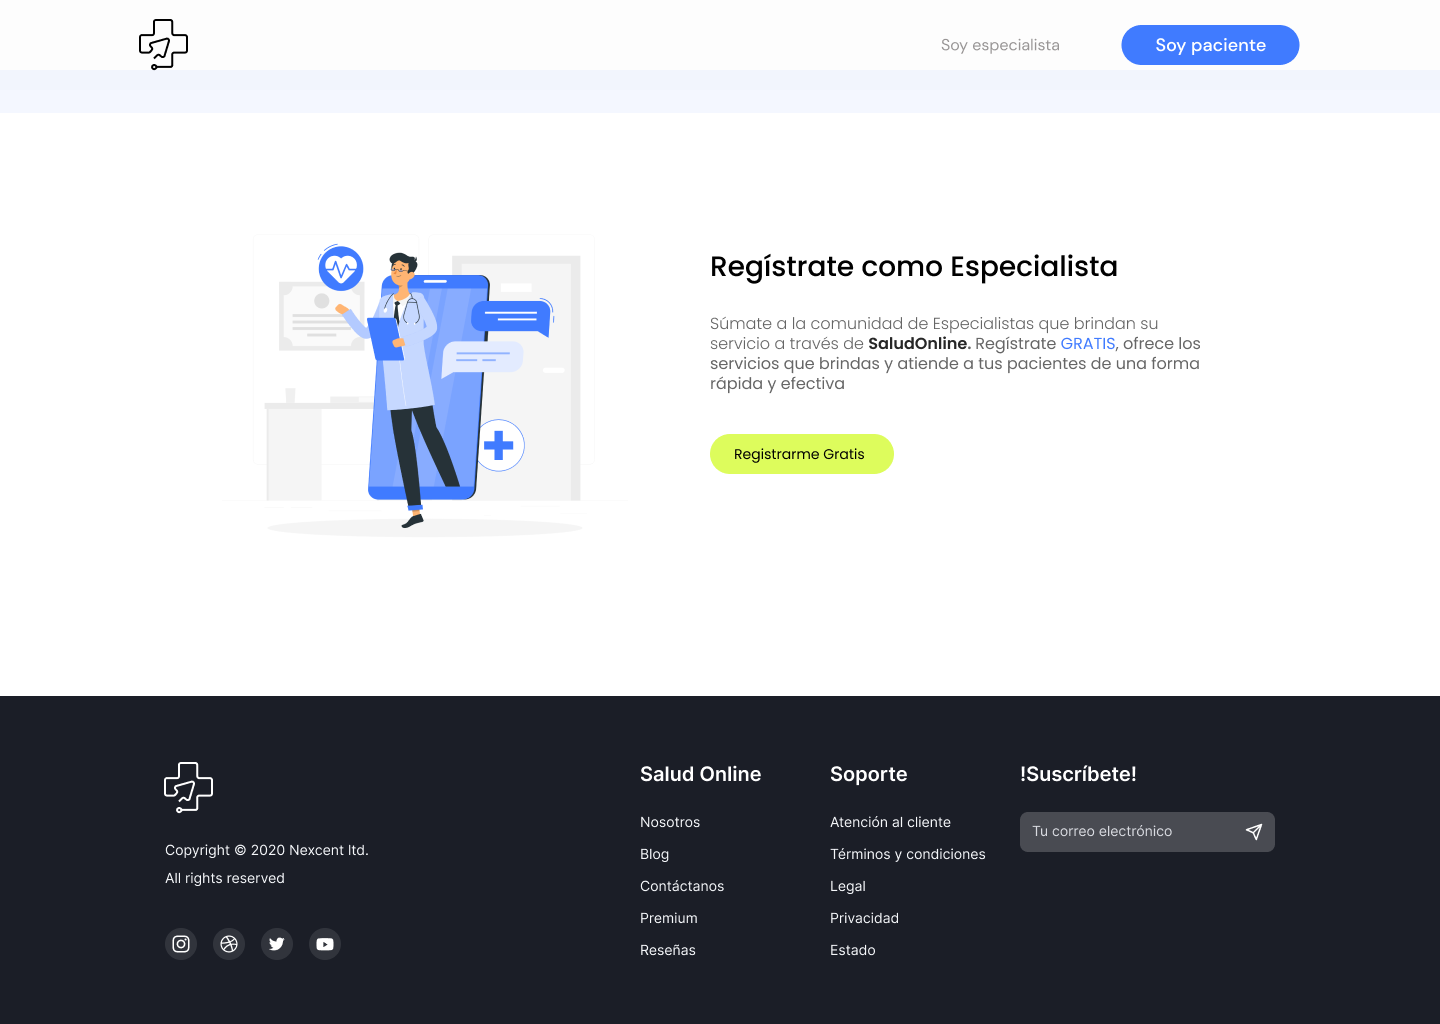 Soy especialista
Soy paciente
Regístrate como Especialista
Súmate a la comunidad de Especialistas que brindan su
servicio a través de SaludOnline. Regístrate GRATIS, ofrece los
servicios que brindas y atiende a tus pacientes de una forma
rápida y efectiva
Registrarme Gratis
Copyright © 2020 Nexcent ltd.
All rights reserved
Salud Online
Nosotros
Blog
Contáctanos
Premium
Reseñas
Soporte
Atención al cliente
Términos y condiciones
Legal
Privacidad
Estado
!Suscríbete!
Tu correo electrónico